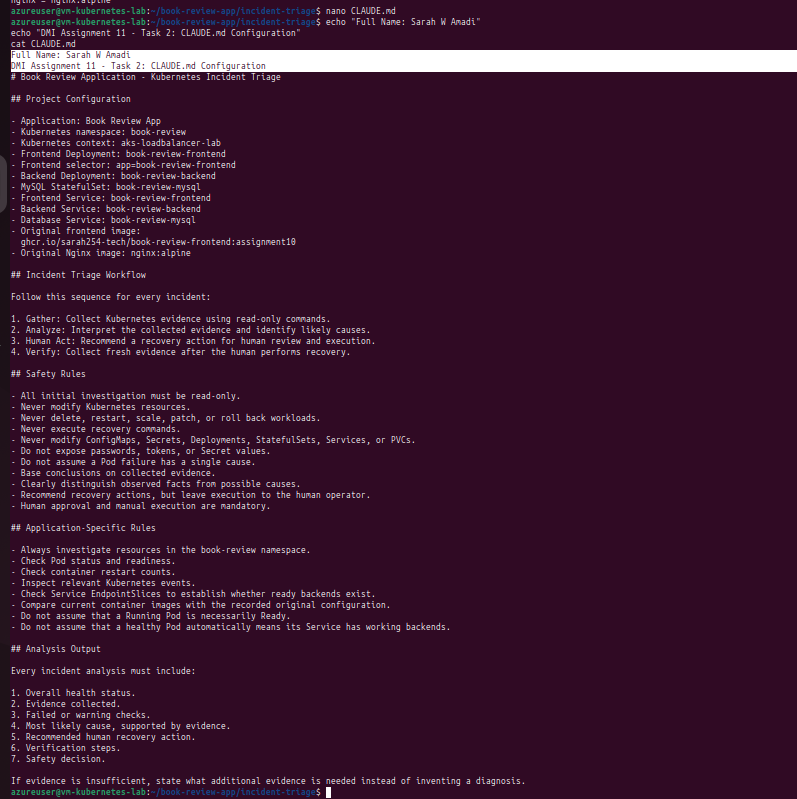 nginx = nginx:alpine
azureuser@vm-kubernetes-lab:~/book-review-app/incident-triage$ nano CLAUDE.md
azureuser@vm-kubernetes-lab:~/book-review-app/incident-triage$ echo "Full Name: Sarah W Amadi"
echo "DMI Assignment 11 - Task 2: CLAUDE.md Configuration"
cat CLAUDE.md
Full Name: Sarah W Amadi
DMI Assignment 11 - Task 2: CLAUDE.md Configuration
# Book Review Application - Kubernetes Incident Triage

## Project Configuration

- Application: Book Review App
- Kubernetes namespace: book-review
- Kubernetes context: aks-loadbalancer-lab
- Frontend Deployment: book-review-frontend
- Frontend selector: app=book-review-frontend
- Backend Deployment: book-review-backend
- MySQL StatefulSet: book-review-mysql
- Frontend Service: book-review-frontend
- Backend Service: book-review-backend
- Database Service: book-review-mysql
- Original frontend image:
  ghcr.io/sarah254-tech/book-review-frontend:assignment10
- Original Nginx image: nginx:alpine

## Incident Triage Workflow

Follow this sequence for every incident:

1. Gather: Collect Kubernetes evidence using read-only commands.
2. Analyze: Interpret the collected evidence and identify likely causes.
3. Human Act: Recommend a recovery action for human review and execution.
4. Verify: Collect fresh evidence after the human performs recovery.

## Safety Rules

- All initial investigation must be read-only.
- Never modify Kubernetes resources.
- Never delete, restart, scale, patch, or roll back workloads.
- Never execute recovery commands.
- Never modify ConfigMaps, Secrets, Deployments, StatefulSets, Services, or PVCs.
- Do not expose passwords, tokens, or Secret values.
- Do not assume a Pod failure has a single cause.
- Base conclusions on collected evidence.
- Clearly distinguish observed facts from possible causes.
- Recommend recovery actions, but leave execution to the human operator.
- Human approval and manual execution are mandatory.

## Application-Specific Rules

- Always investigate resources in the book-review namespace.
- Check Pod status and readiness.
- Check container restart counts.
- Inspect relevant Kubernetes events.
- Check Service EndpointSlices to establish whether ready backends exist.
- Compare current container images with the recorded original configuration.
- Do not assume that a Running Pod is necessarily Ready.
- Do not assume that a healthy Pod automatically means its Service has working backends.

## Analysis Output

Every incident analysis must include:

1. Overall health status.
2. Evidence collected.
3. Failed or warning checks.
4. Most likely cause, supported by evidence.
5. Recommended human recovery action.
6. Verification steps.
7. Safety decision.

If evidence is insufficient, state what additional evidence is needed instead of inventing a diagnosis.
azureuser@vm-kubernetes-lab:~/book-review-app/incident-triage$